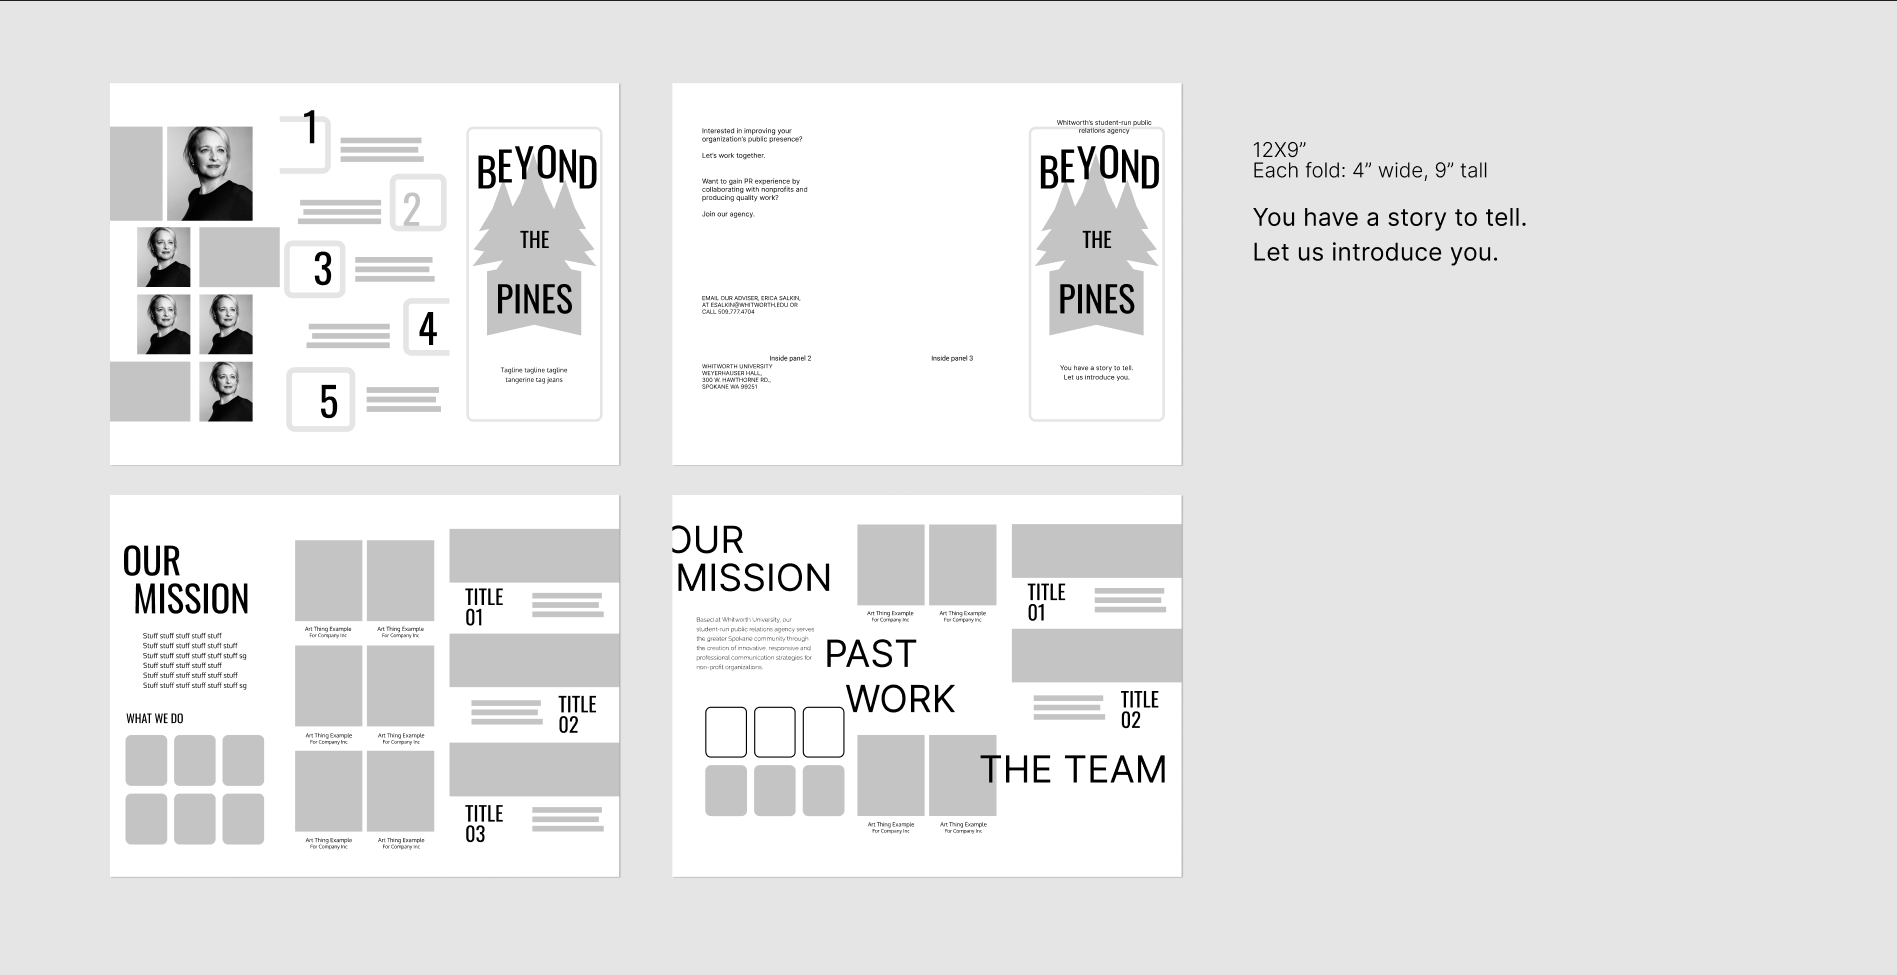 1
2
3
4
5
BEYOND
THE
PINES
Tagline tagline tagline
tangerine tag jeans
Interested in improving your
organization's public presence?
Let's work together.
Want to gain PR experience by
collaborating with nonprofits and
producing quality work?
Join our agency.
EMAIL OUR ADVISER, ERICA SALKIN,
AT ESALKIN@WHITWORTH.EDU OR
CALL 509.777.4704
Inside panel 2
WHITWORTH UNIVERSITY
WEYERHAUSER HALL,
300 W. HAWTHORNE RD.,
SPOKANE WA 99251
Inside panel 3
Whitworth's student-run public
relations agency
BEYOND
THE
PINES
You have a story to tell.
Let us introduce you.
12X9”
Each fold: 4” wide, 9” tall
You have a story to tell.
Let us introduce you.
OUR
MISSION
Stuff stuff stuff stuff stuff
Stuff stuff stuff stuff stuff stuff
Stuff stuff stuff stuff stuff stuff sg
Stuff stuff stuff stuff stuff
Stuff stuff stuff stuff stuff stuff
Stuff stuff stuff stuff stuff stuff sg
WHAT WE DO
Art Thing Example
For Company Inc
Art Thing Example
For Company Inc
Art Thing Example
For Company Inc
Art Thing Example
For Company Inc
Art Thing Example
For Company Inc
Art Thing Example
For Company Inc
TITLE
01
TITLE
02
TITLE
03
OUR
MISSION
Based at Whitworth University, our
student-run public relations agency serves
the greater Spokane community through
the creation of innovative, responsive and
professional communication strategies for
non-profit organizations.
Art Thing Example
For Company Inc
Art Thing Example
For Company Inc
PAST
WORK
Art Thing Example
For Company Inc
Art Thing Example
For Company Inc
TITLE
01
TITLE
02
THE TEAM